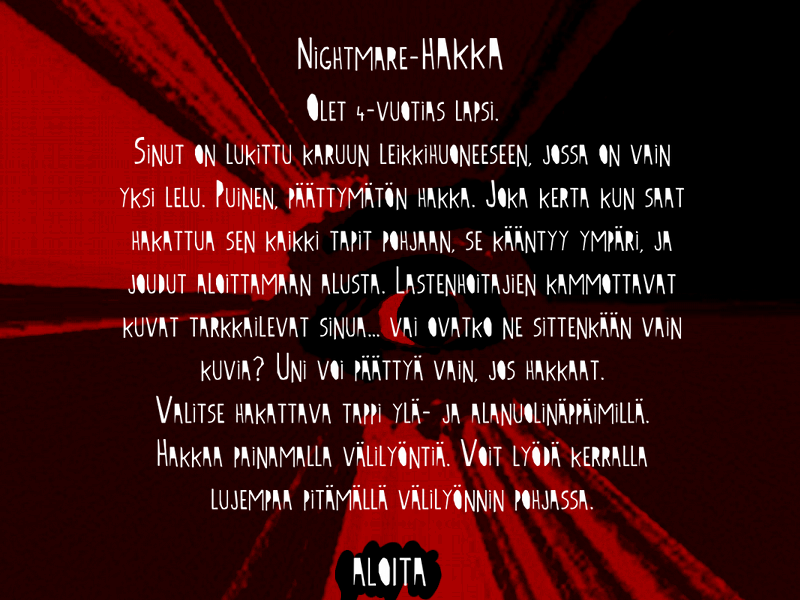 Nightmare-HAKKA
Olet 4-vuotias lapsi.
Sinut on lukittu karuun leikkihuoneeseen, jossa on vain
yksi lelu. Puinen, päättymätön hakka. Joka kerta kun saat
hakattua sen kaikki tapit pohjaan, se kääntyy ympäri, ja
joudut aloittamaan alusta. Lastenhoitajien kammottavat
kuvat tarkkailevat sinua... vai ovatko ne sittenkään vain
kuvia? Uni voi päättyä vain, jos hakkaat.
Valitse hakattava tappi ylä- ja alanuolinäppäimillä.
Hakkaa painamalla välilyöntiä. Voit lyödä kerralla
lujempaa pitämällä välilyönnin pohjassa.
ALOITA